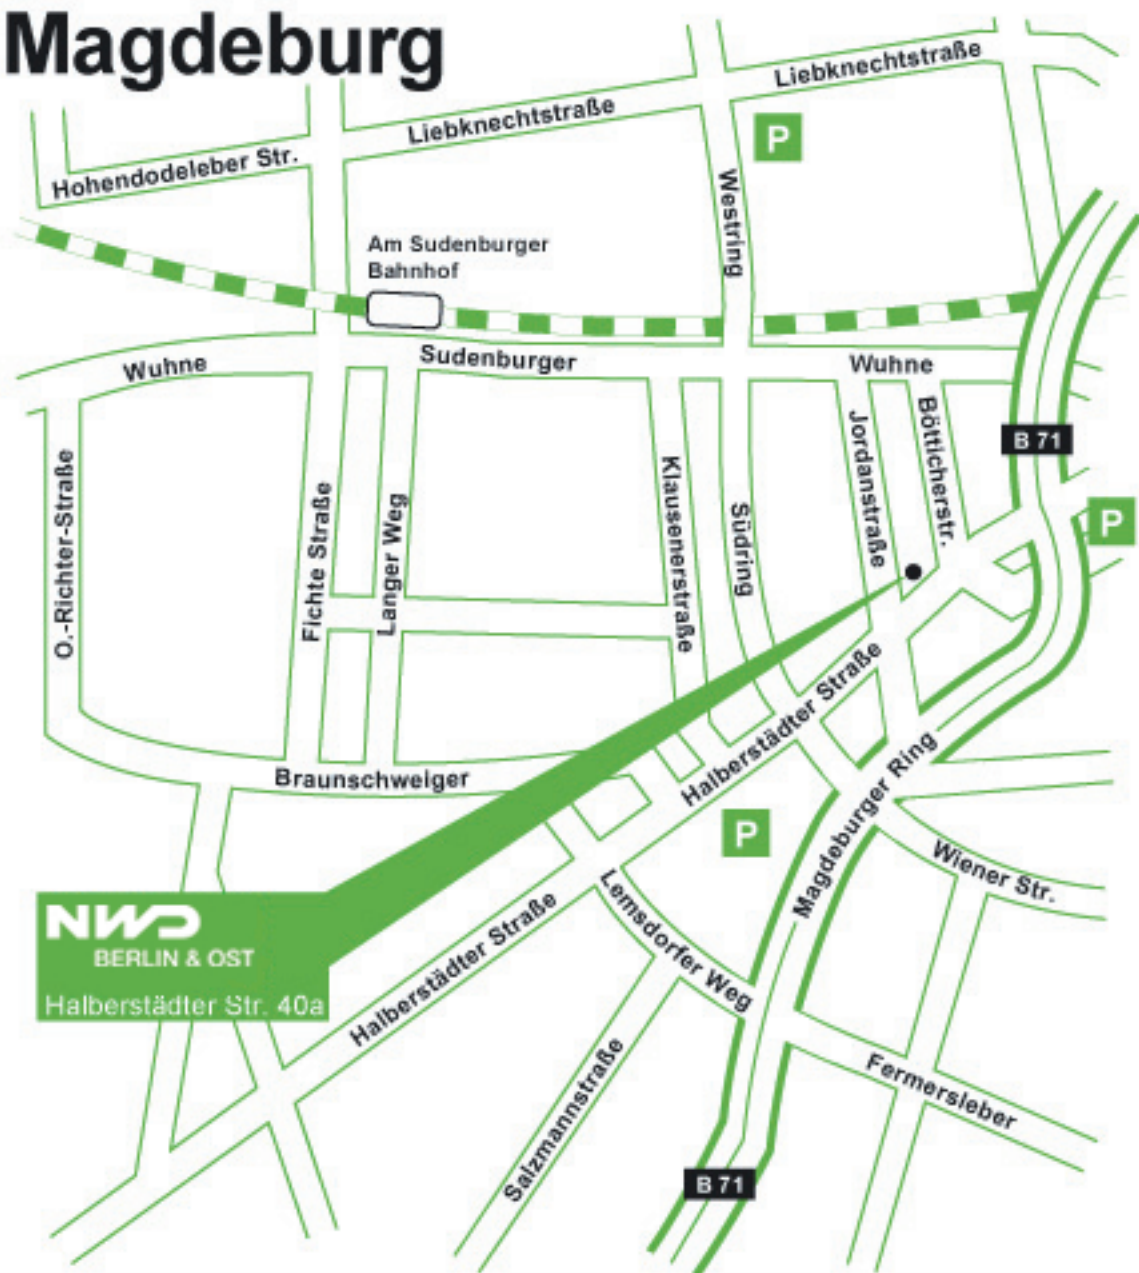 Magdeburg
Liebknechtstraße
Liebknechtstraße
P
Hohendodeleber Str.
Westring
Am Sudenburger
Bahnhof
Wuhne
Sudenburger
Wuhne
Jordanstraße
Bötticherstr.
B 71
O.-Richter-Straße
Fichte Straße
Langer Weg
Klausenerstraße
Südring
P
Halberstädter Straße
Braunschweiger
P
Magdeburger Ring
Wiener Str.
NWD
BERLIN & OST
Halberstädter Str. 40a
Halberstädter Straße
Lemsdorfer Weg
Salzmannstraße
Fermersleber
B 71